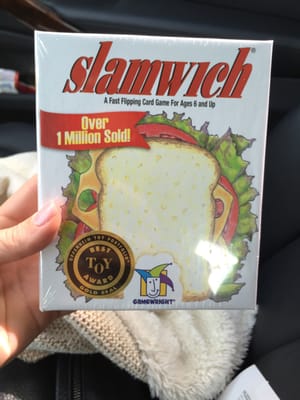 slamwich®
A Fast Flipping Card Game For Ages 6 and Up
Over
1 Million Sold!
BEST
TOY
AWARD
GOLD SEAL
GAMEWRIGHT®